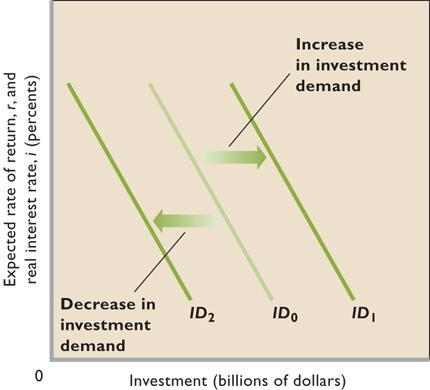 Increase
in investment
demand
Expected rate of return, r, and
real interest rate, i (percents)
Decrease in
investment
demand
ID2
ID0
ID1
0
Investment (billions of dollars)